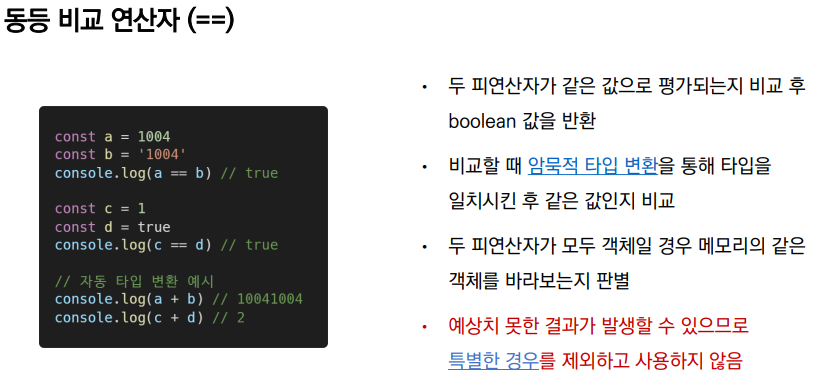 동등 비교 연산자 (==)
const a = 1004
const b = '1004'
console.log(a == b) // true
const c = 1
const d = true
console.log(c == d) // true
// 자동 타입 변환 예시
console.log(a + b) // 10041004
console.log(c + d) // 2
• 두 피연산자가 같은 값으로 평가되는지 비교 후
boolean 값을 반환
• 비교할 때 암묵적 타입 변환을 통해 타입을
일치시킨 후 같은 값인지 비교
• 두 피연산자가 모두 객체일 경우 메모리의 같은
객체를 바라보는지 판별
• 예상치 못한 결과가 발생할 수 있으므로
특별한 경우를 제외하고 사용하지 않음